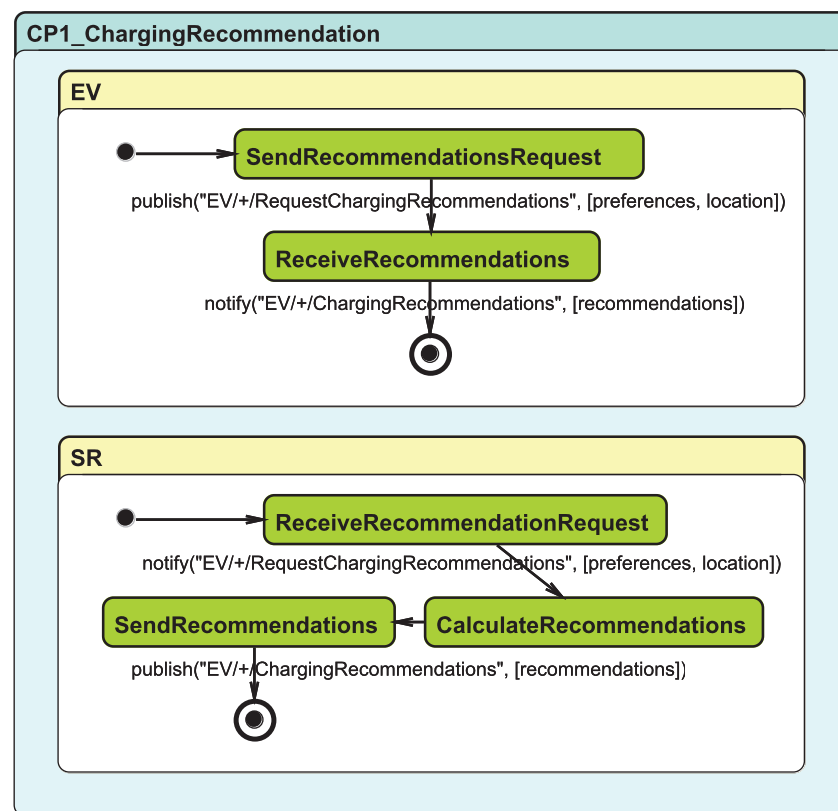 CP1_ChargingRecommendation
EV
SendRecommendationsRequest
publish("EV/+/RequestChargingRecommendations", [preferences, location])
ReceiveRecommendations
notify("EV/+/ChargingRecommendations", [recommendations])
SR
ReceiveRecommendationRequest
notify("EV/+/RequestChargingRecommendations", [preferences, location])
SendRecommendations
CalculateRecommendations
publish("EV/+/ChargingRecommendations", [recommendations])